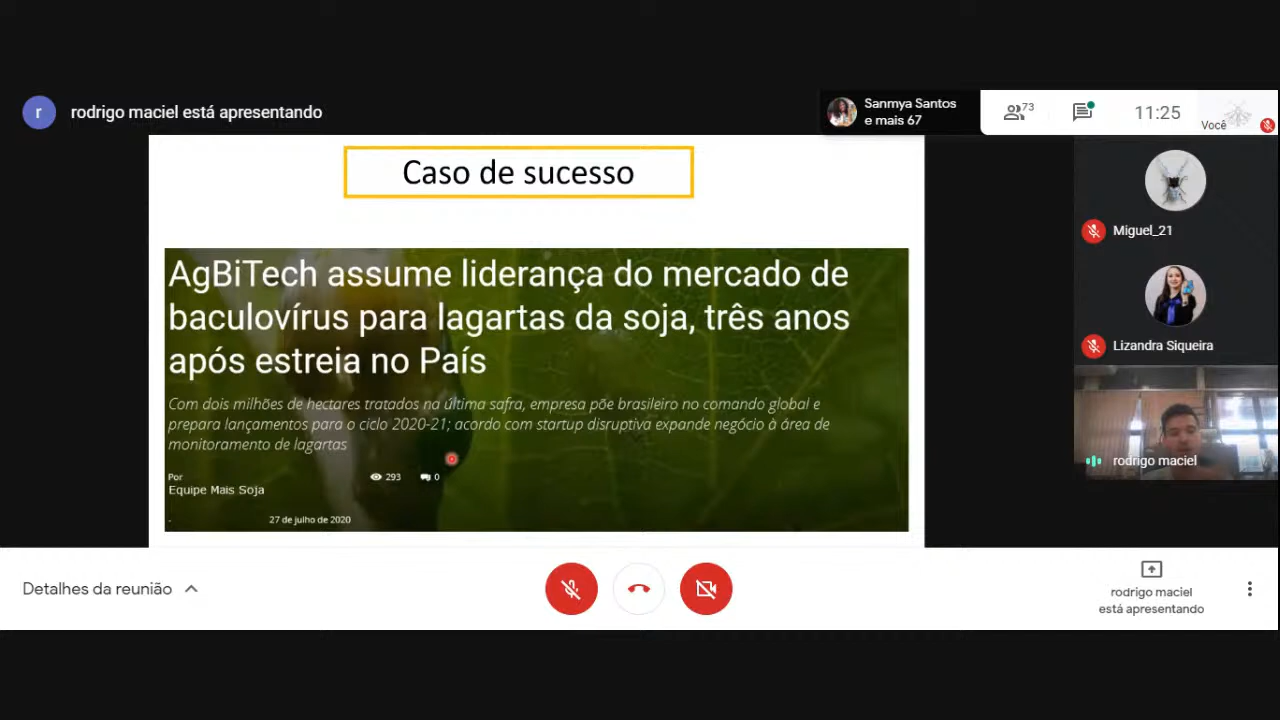 r
rodrigo maciel está apresentando
Sanmya Santos
e mais 67
73
11:25
Você
Caso de sucesso
AgBiTech assume liderança do mercado de
baculovírus para lagartas da soja, três anos
após estreia no País
Com dois milhões de hectares tratados na última safra, empresa põe brasileiro no comando global e
prepara lançamentos para o ciclo 2020-21; acordo com startup disruptiva expande negócio à área de
monitoramento de lagartas
Por
Equipe Mais Soja
293
0
-
27 de julho de 2020
Miguel_21
Lizandra Siqueira
rodrigo maciel
Detalhes da reunião
rodrigo maciel
está apresentando